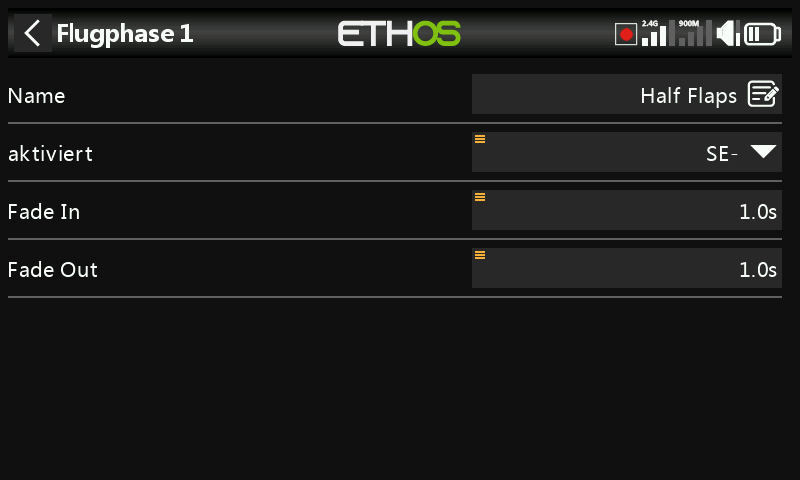 Flugphase 1
ETHOS
2.4G
900M
Name
Half Flaps
aktiviert
SE-
Fade In
1.0s
Fade Out
1.0s